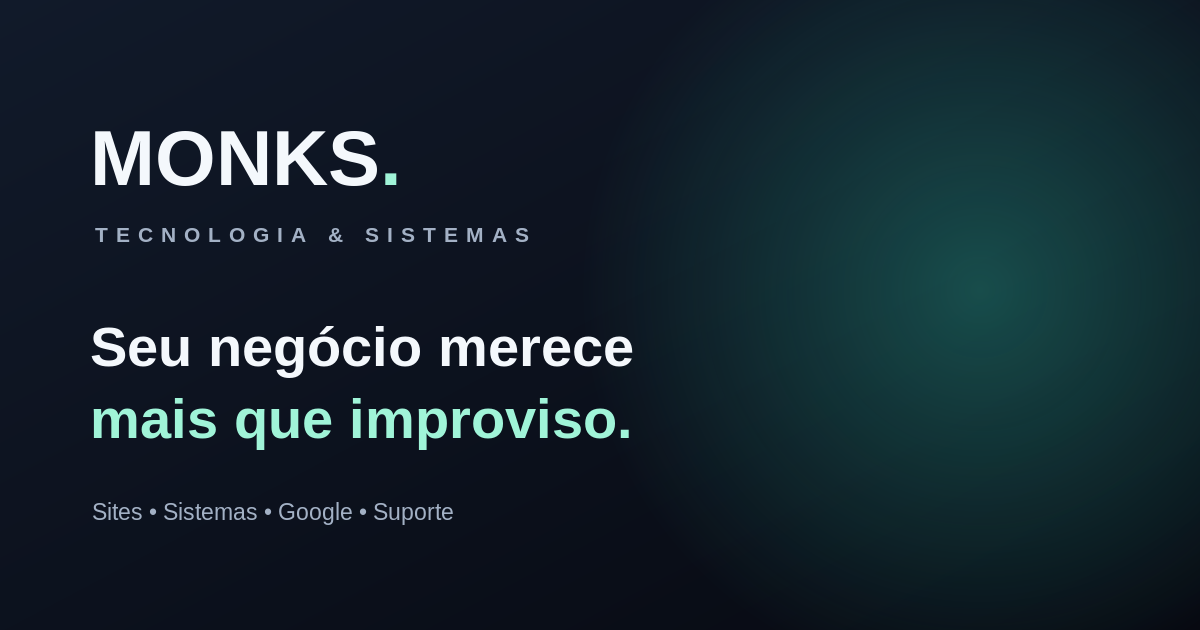 MONKS.
TECNOLOGIA & SISTEMAS
Seu negócio merece
mais que improviso.
Sites • Sistemas • Google • Suporte